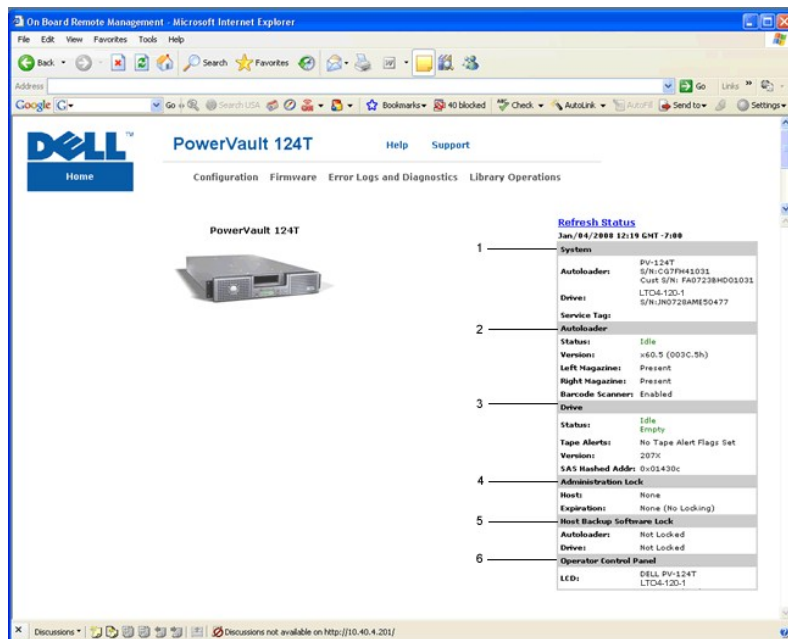 On Board Remote Management - Microsoft Internet Explorer
File Edit View Favorites Tools Help
Back Search Favorites
Address Go Links
Google G Go Search USA Bookmarks 40 blocked Check AutoLink AutoFill Send to Settings
DELL™ PowerVault 124T Help Support
Home Configuration Firmware Error Logs and Diagnostics Library Operations
PowerVault 124T
Refresh Status
Jan/04/2008 12:19 GMT -7:00
1 System
Autoloader: PV-124T
S/N:CG7FH41031
Cust S/N: FA0723BHD01031
Drive: LTO4-120-1
S/N:JN0728AME50477
Service Tag:
2 Autoloader
Status: Idle
Version: x60.5 (003C.5h)
Left Magazine: Present
Right Magazine: Present
Barcode Scanner: Enabled
3 Drive
Status: Idle
Empty
Tape Alerts: No Tape Alert Flags Set
Version: 207X
SAS Hashed Addr: 0x01430c
4 Administration Lock
Host: None
Expiration: None (No Locking)
5 Host Backup Software Lock
Autoloader: Not Locked
Drive: Not Locked
6 Operator Control Panel
LCD: DELL PV-124T
LTO4-120-1
Discussions Discussions not available on http://10.40.4.201/